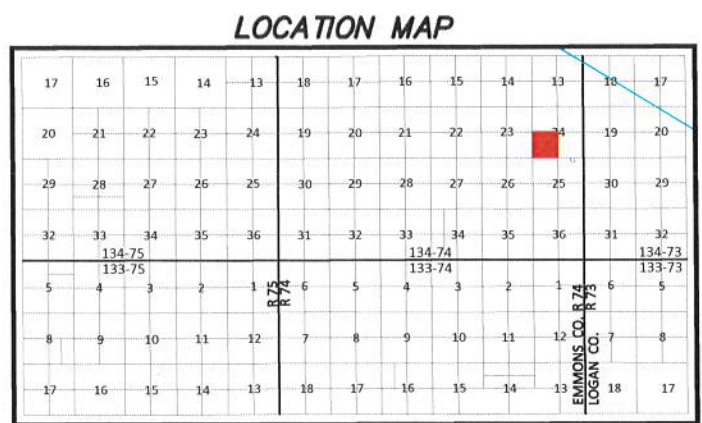 LOCATION MAP
17 16 15 14 13 18 17 16 15 14 13 18 17
20 21 22 23 24 19 20 21 22 23 24 19 20
29 28 27 26 25 30 29 28 27 26 25 30 29
32 33 34 35 36 31 32 33 34 35 36 31 32
134-75 134-74 134-73
133-75 133-74 133-73
5 4 3 2 1 6 5 4 3 2 1 6 5
R 75
R 74
EMMONS CO. R 74
LOGAN CO. R 73
8 9 10 11 12 7 8 9 10 11 12 7 8
17 16 15 14 13 18 17 16 15 14 13 18 17